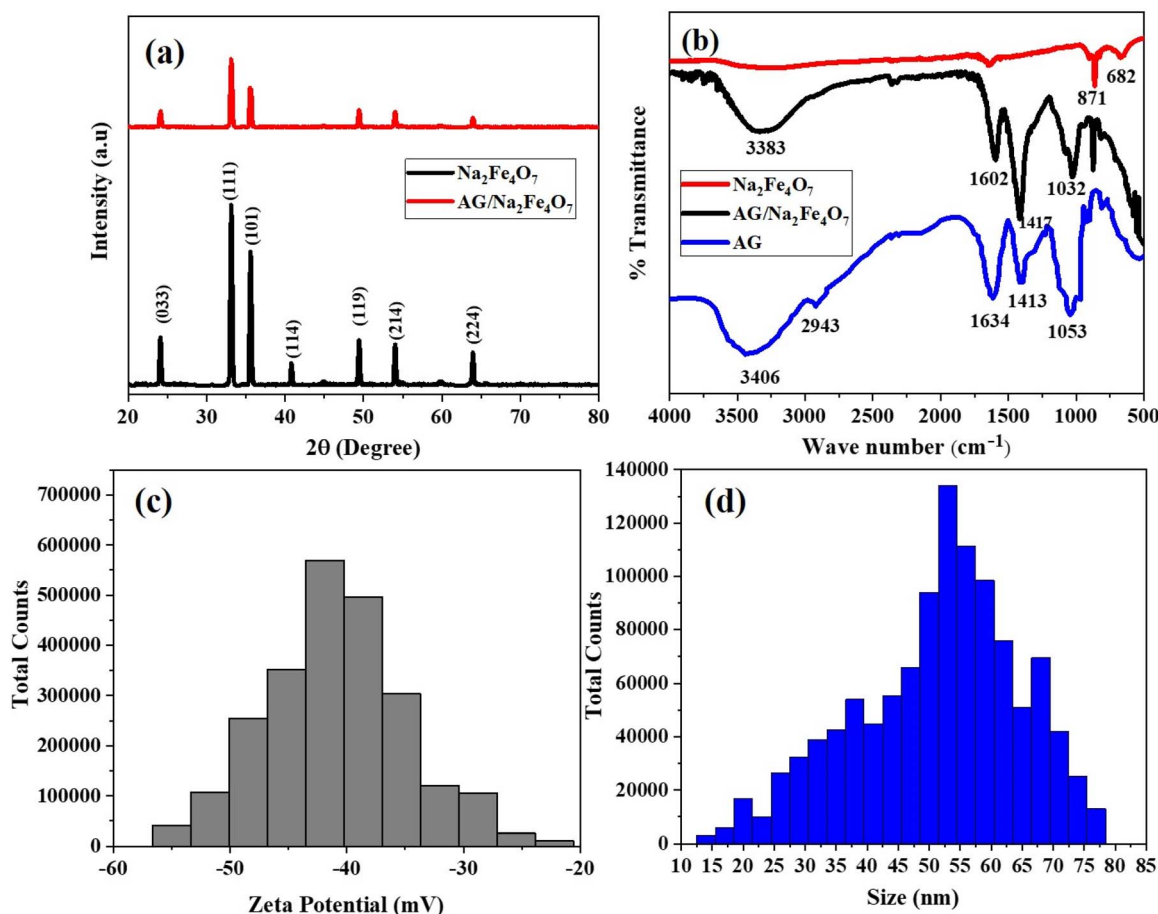 (a)
Intensity (a.u)
Na₂Fe₄O₇
AG/Na₂Fe₄O₇
(033)
(111)
(101)
(114)
(119)
(214)
(224)
20 30 40 50 60 70 80
2θ (Degree)
(b)
% Transmittance
682
871
3383
Na₂Fe₄O₇
AG/Na₂Fe₄O₇
AG
1602
1032
1417
2943
1634
1413
1053
3406
4000 3500 3000 2500 2000 1500 1000 500
Wave number (cm⁻¹)
(c)
Total Counts
700000
600000
500000
400000
300000
200000
100000
0
-60 -50 -40 -30 -20
Zeta Potential (mV)
(d)
Total Counts
140000
120000
100000
80000
60000
40000
20000
0
10 15 20 25 30 35 40 45 50 55 60 65 70 75 80 85
Size (nm)